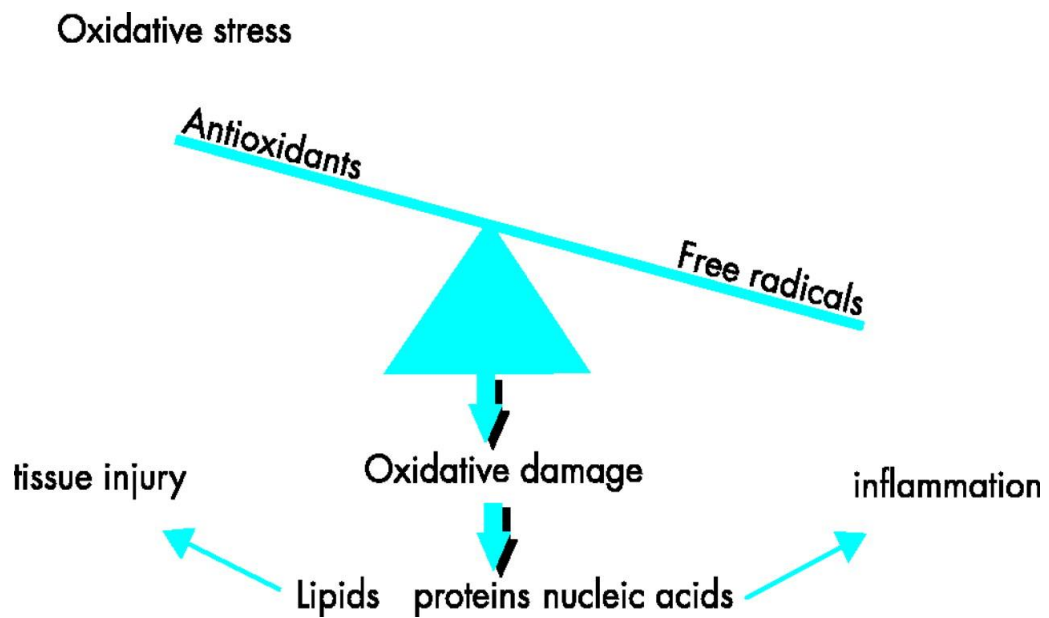 Oxidative stress
Antioxidants
Free radicals
Oxidative damage
tissue injury
inflammation
Lipids proteins nucleic acids